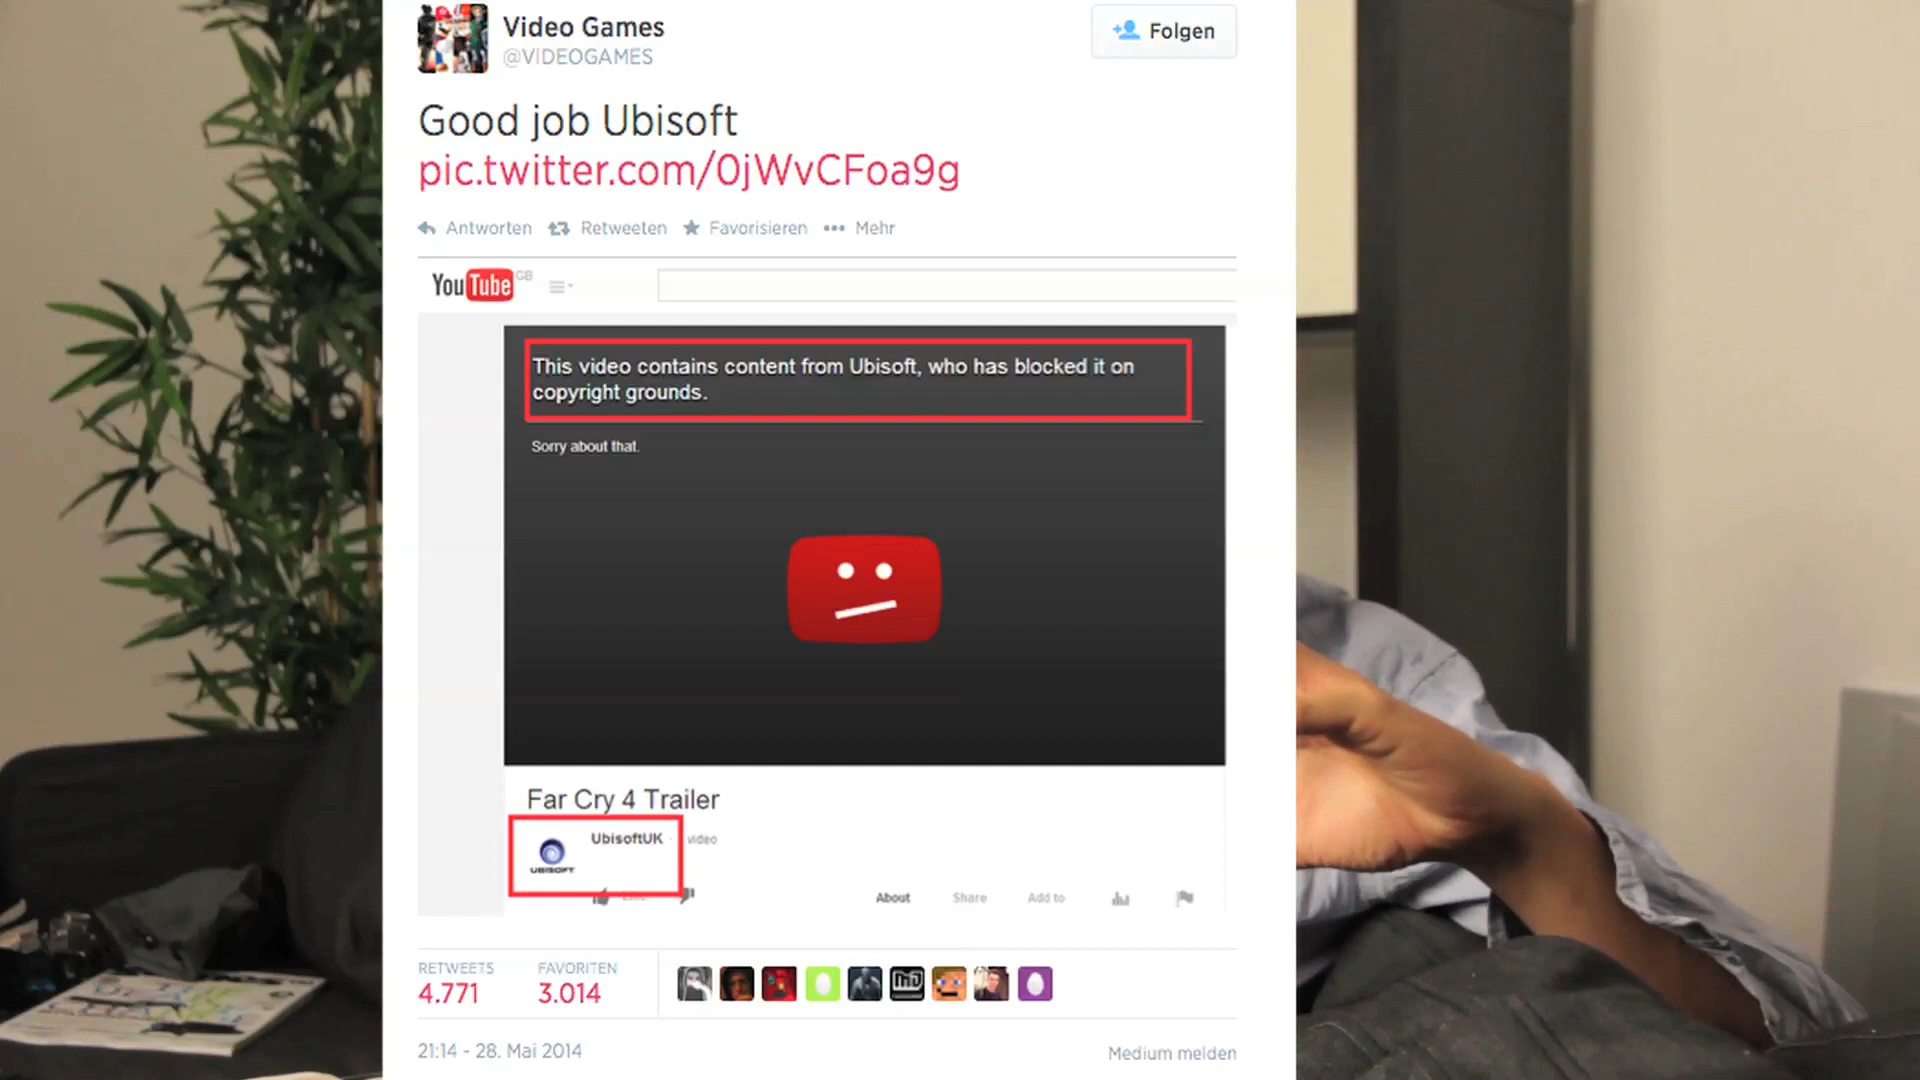 Video Games
@VIDEOGAMES
Folgen
Good job Ubisoft
pic.twitter.com/0jWvCFoa9g
Antworten Retweeten Favorisieren Mehr
YouTube GB
This video contains content from Ubisoft, who has blocked it on
copyright grounds.
Sorry about that.
Far Cry 4 Trailer
UbisoftUK video
UBISOFT
About Share Add to
RETWEETS FAVORITEN
4.771 3.014
21:14 - 28. Mai 2014
Medium melden